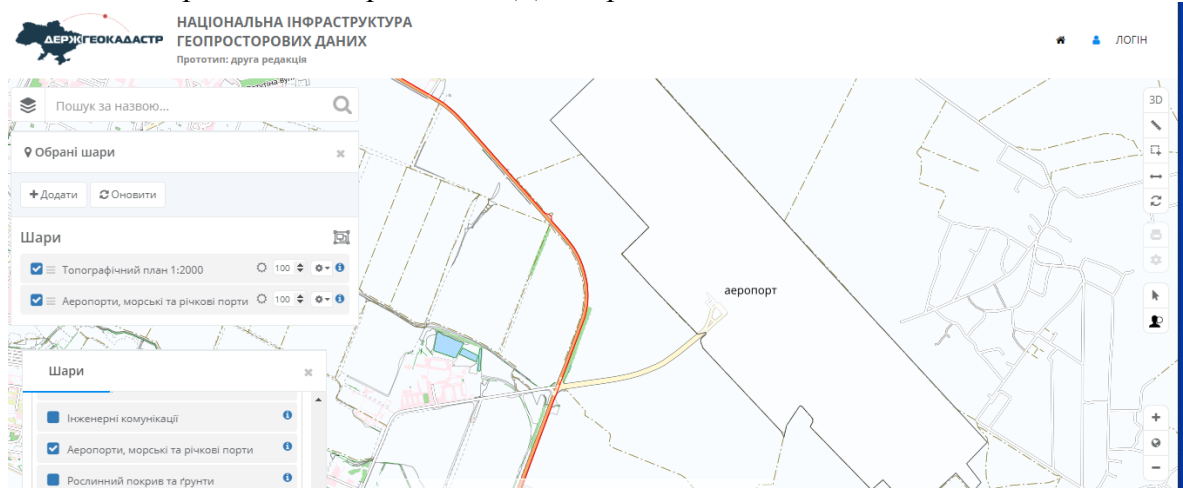 НАЦІОНАЛЬНА ІНФРАСТРУКТУРА
ДЕРЖГЕОКАДАСТР ГЕОПРОСТОРОВИХ ДАНИХ
Прототип: друга редакція
ЛОГІН
Пошук за назвою...
3D
Обрані шари
Додати Оновити
Шари
Топографічний план 1:2000 100
Аеропорти, морські та річкові порти 100
аеропорт
Шари
Інженерні комунікації
Аеропорти, морські та річкові порти
Рослинний покрив та ґрунти